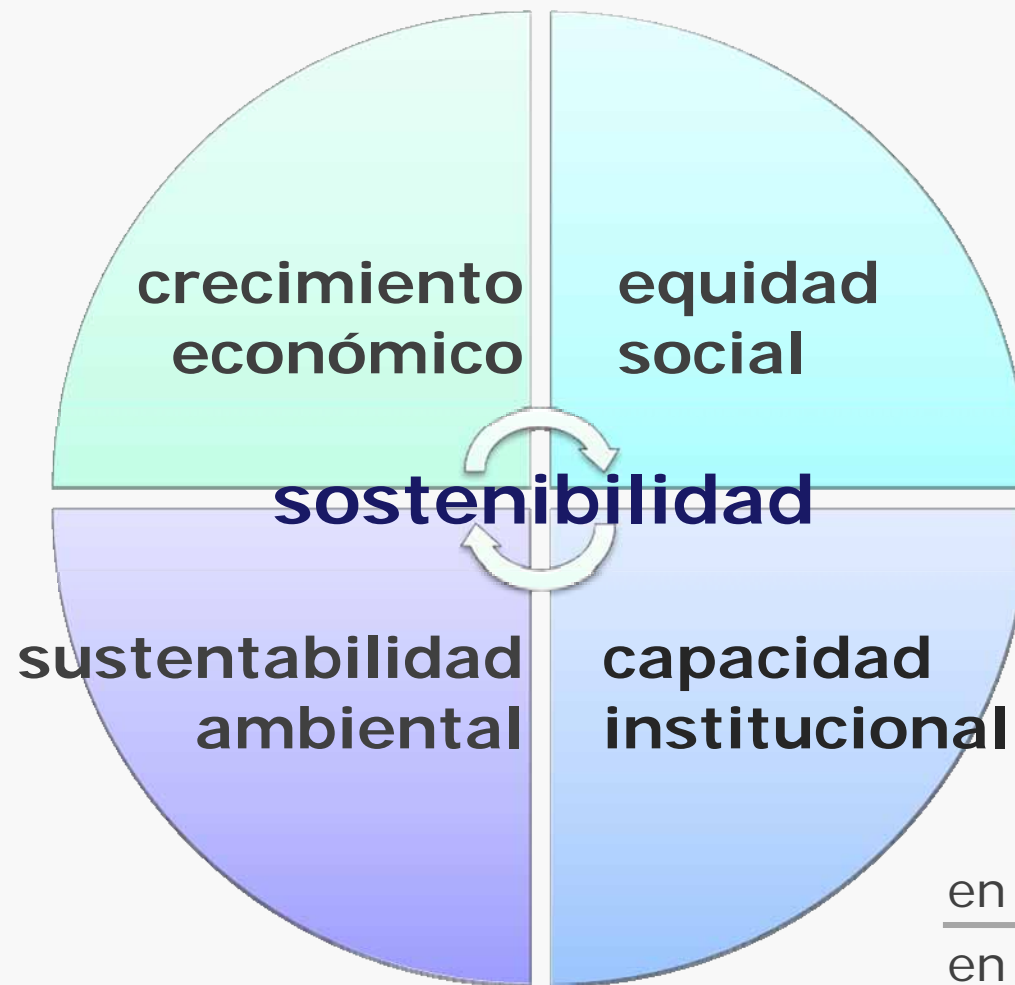 crecimiento
económico
equidad
social
sostenibilidad
sustentabilidad
ambiental
capacidad
institucional
en
en